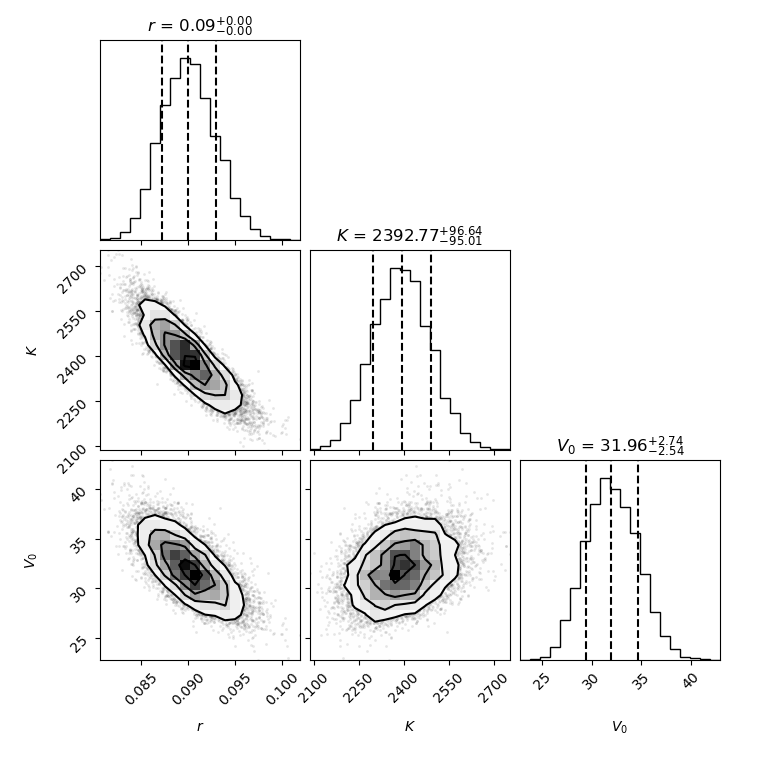 r = 0.09+0.00−0.00
K = 2392.77+96.64−95.01
2700
2550
2400
2250
2100
K
V0 = 31.96+2.74−2.54
40
35
30
25
V0
0.085 0.090 0.095 0.100
2100 2250 2400 2550 2700
25 30 35 40
r K V0